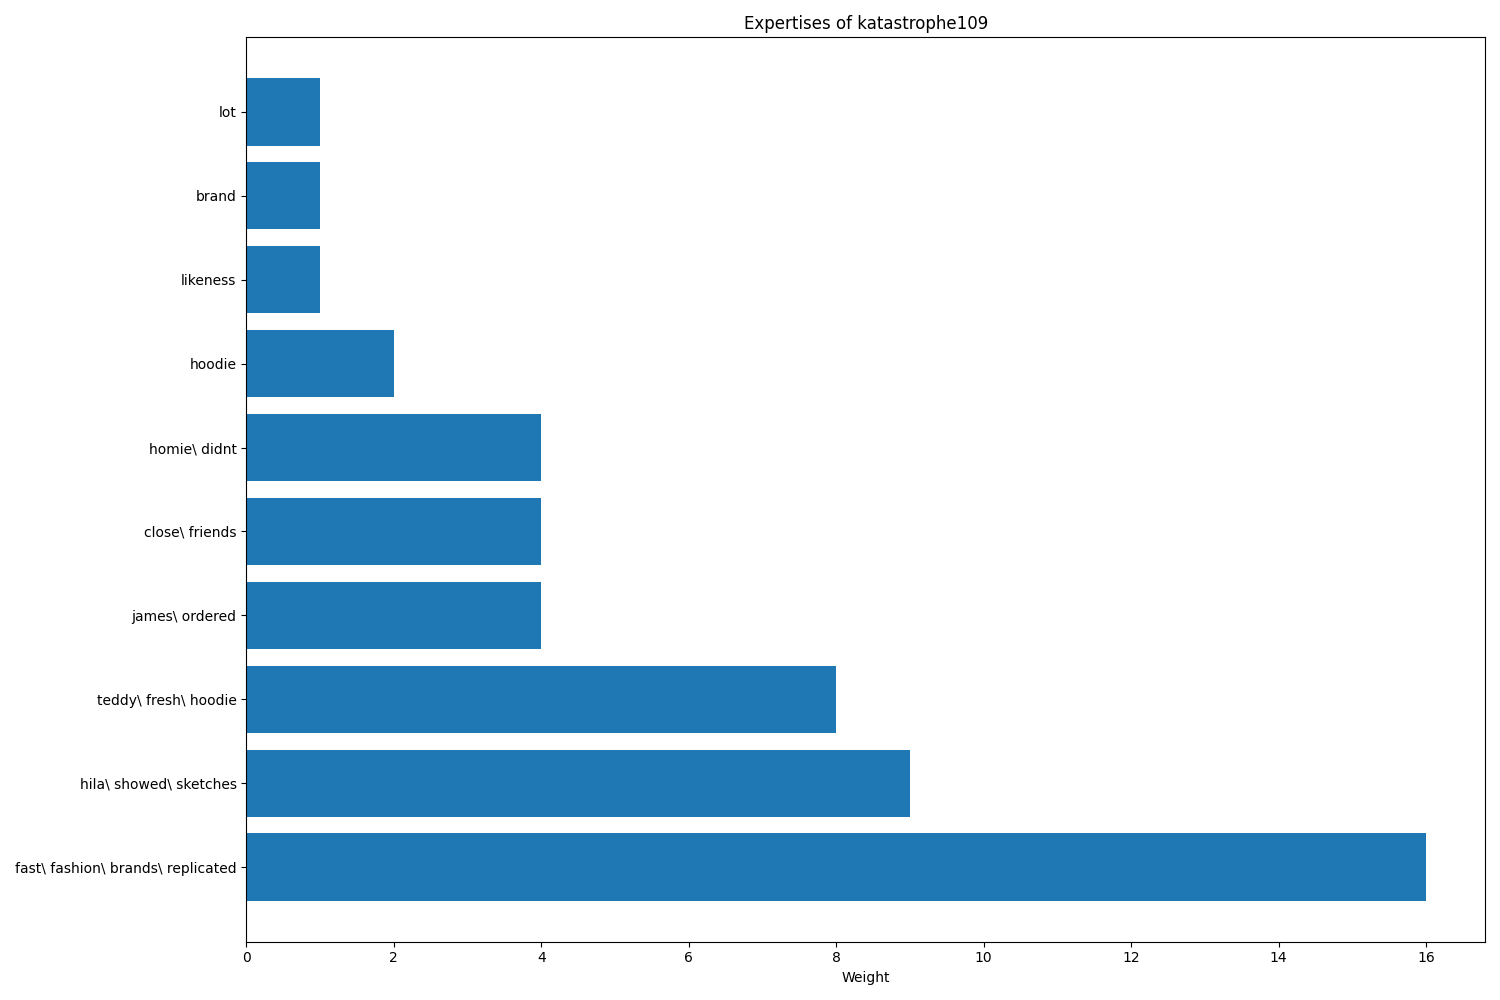 Expertises of katastrophe109
lot
brand
likeness
hoodie
homie\ didnt
close\ friends
james\ ordered
teddy\ fresh\ hoodie
hila\ showed\ sketches
fast\ fashion\ brands\ replicated
0 2 4 6 8 10 12 14 16
Weight